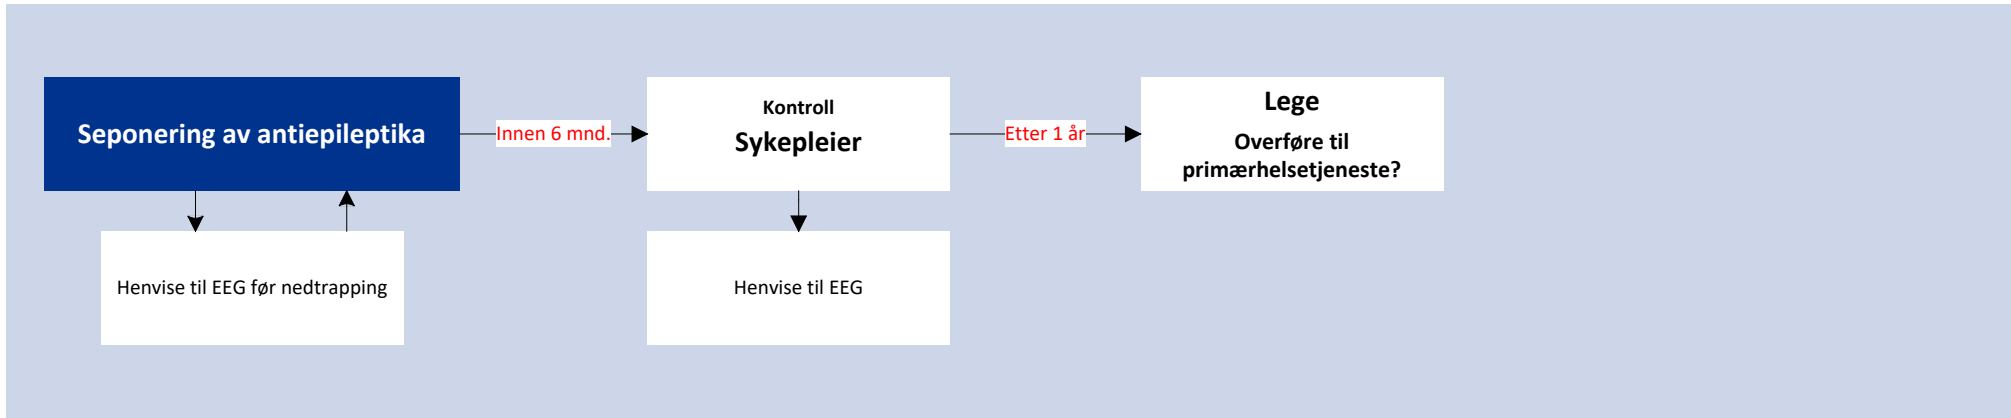 Seponering av antiepileptika
Innen 6 mnd.
Kontroll
Sykepleier
Etter 1 år
Lege
Overføre til
primærhelsetjeneste?
Henvise til EEG før nedtrapping
Henvise til EEG